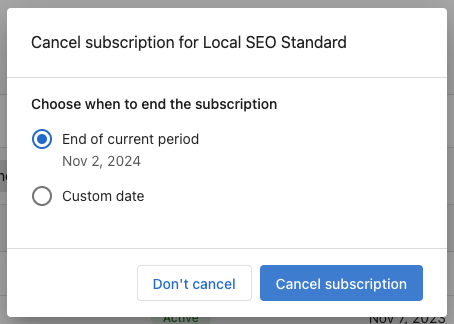 Cancel subscription for Local SEO Standard
Choose when to end the subscription
End of current period
Nov 2, 2024
Custom date
Don't cancel
Cancel subscription
Active
Nov 7, 2023